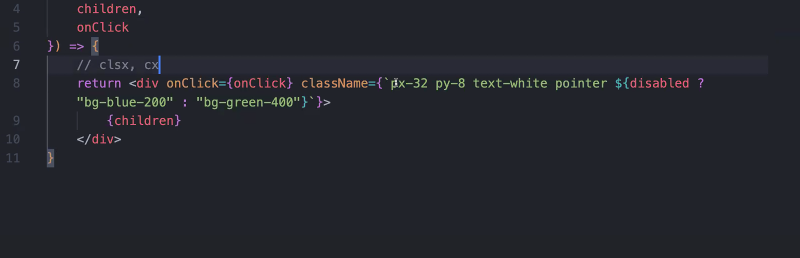 4 children,
5 onClick
6 }) => {
7 // clsx, cx
8 return <div onClick={onClick} className={`px-32 py-8 text-white pointer ${disabled ?
"bg-blue-200" : "bg-green-400"}`}>
9 {children}
10 </div>
11 }